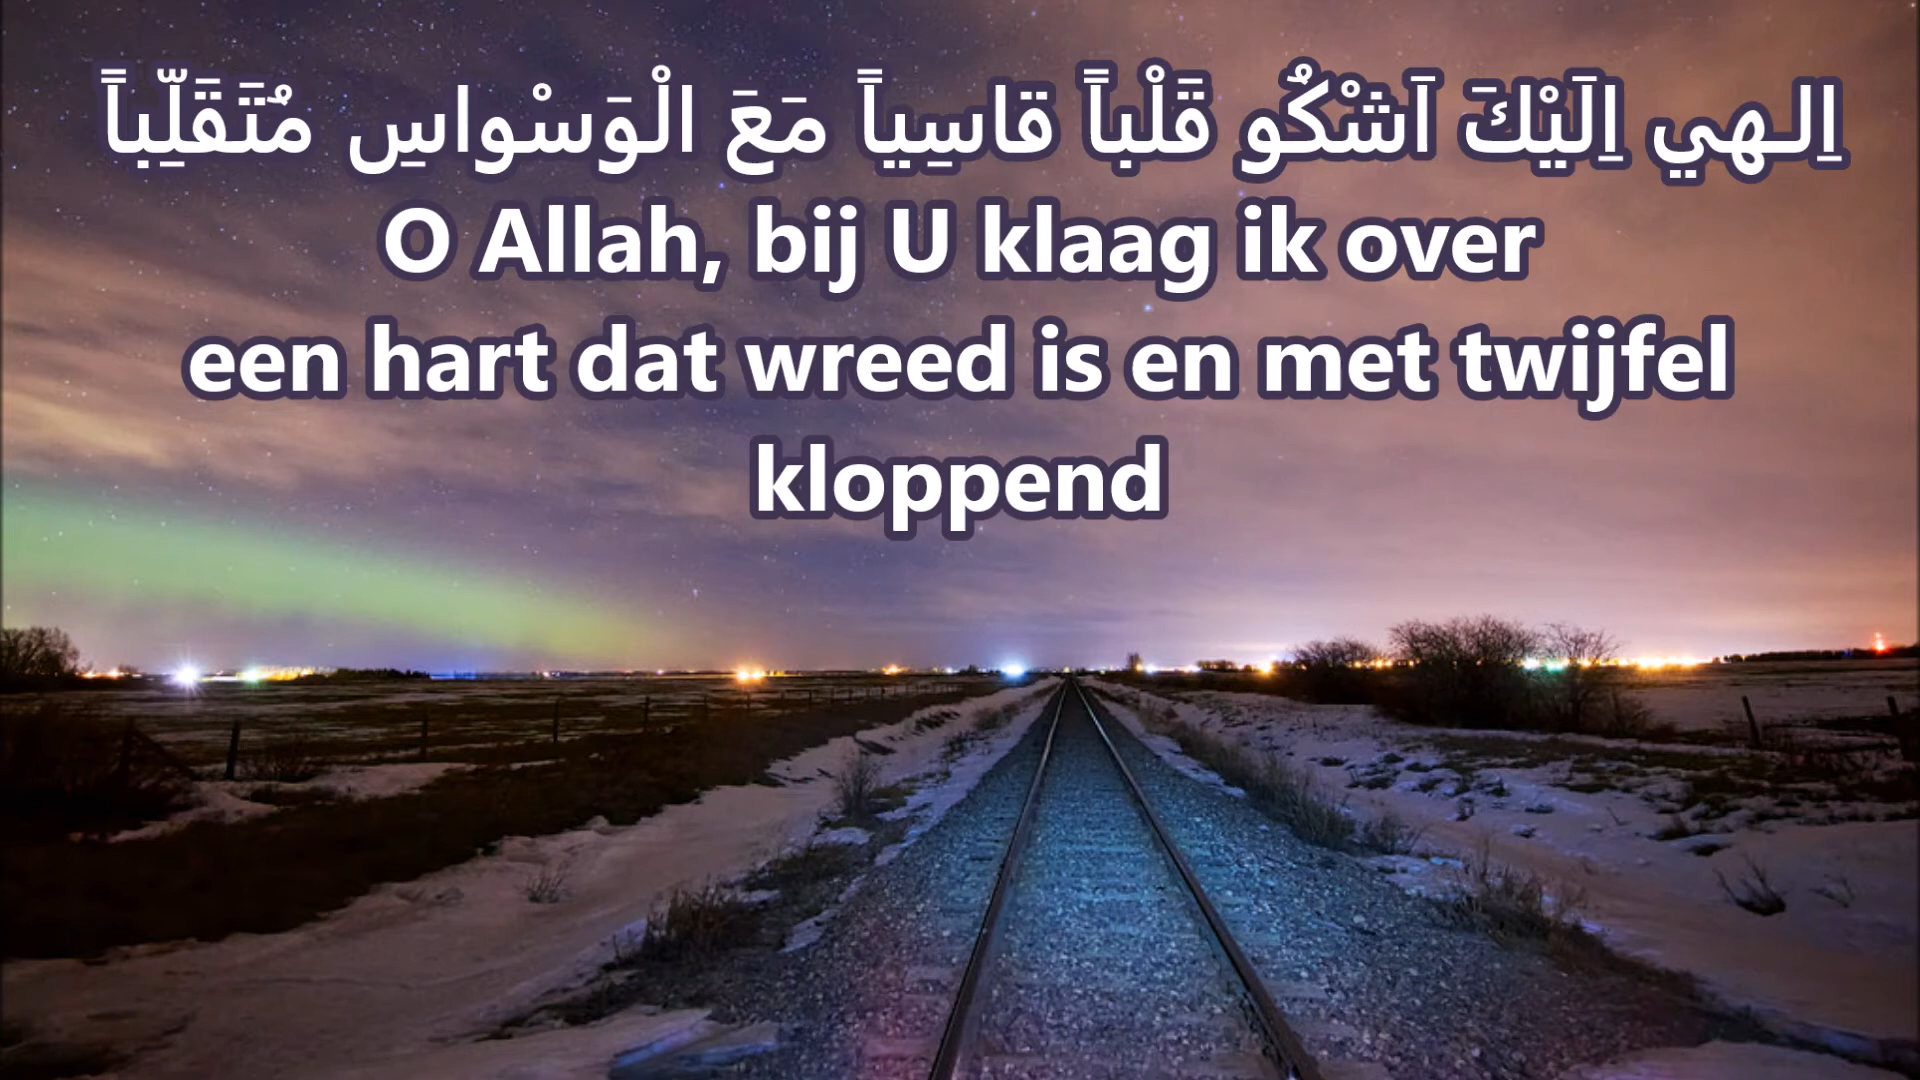 اِلـهي اِلَيْكَ اَشْكُو قَلْباً قاسِياً مَعَ الْوَسْواسِ مُتَقَلِّباً
O Allah, bij U klaag ik over
een hart dat wreed is en met twijfel
kloppend